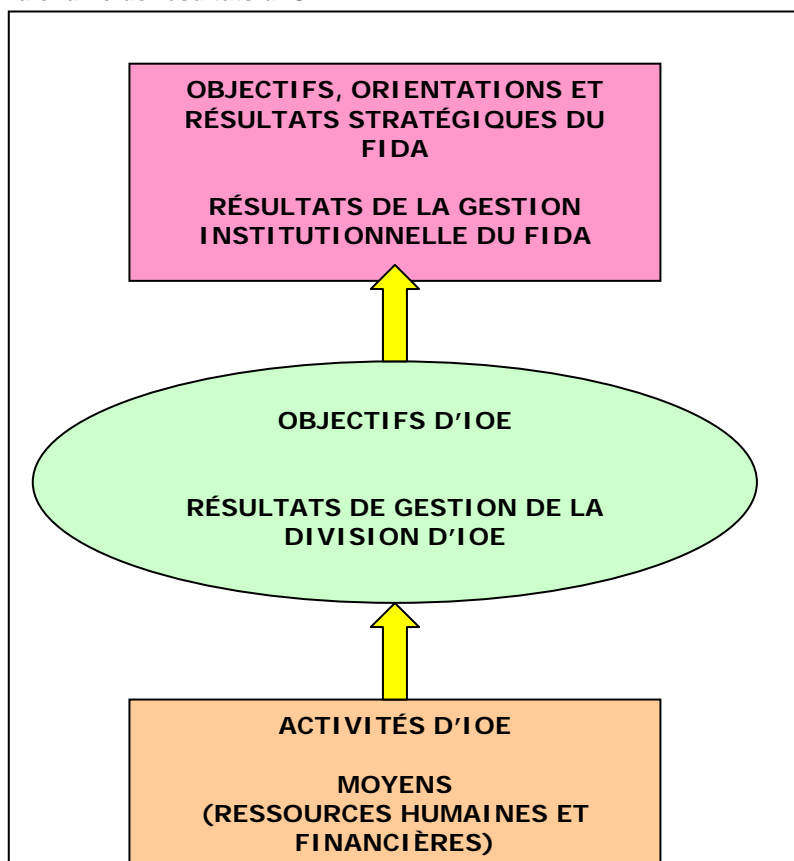 OBJECTIFS, ORIENTATIONS ET
RÉSULTATS STRATÉGIQUES DU
FIDA
RÉSULTATS DE LA GESTION
INSTITUTIONNELLE DU FIDA
OBJECTIFS D'IOE
RÉSULTATS DE GESTION DE LA
DIVISION D'IOE
ACTIVITÉS D'IOE
MOYENS
(RESSOURCES HUMAINES ET
FINANCIÈRES)